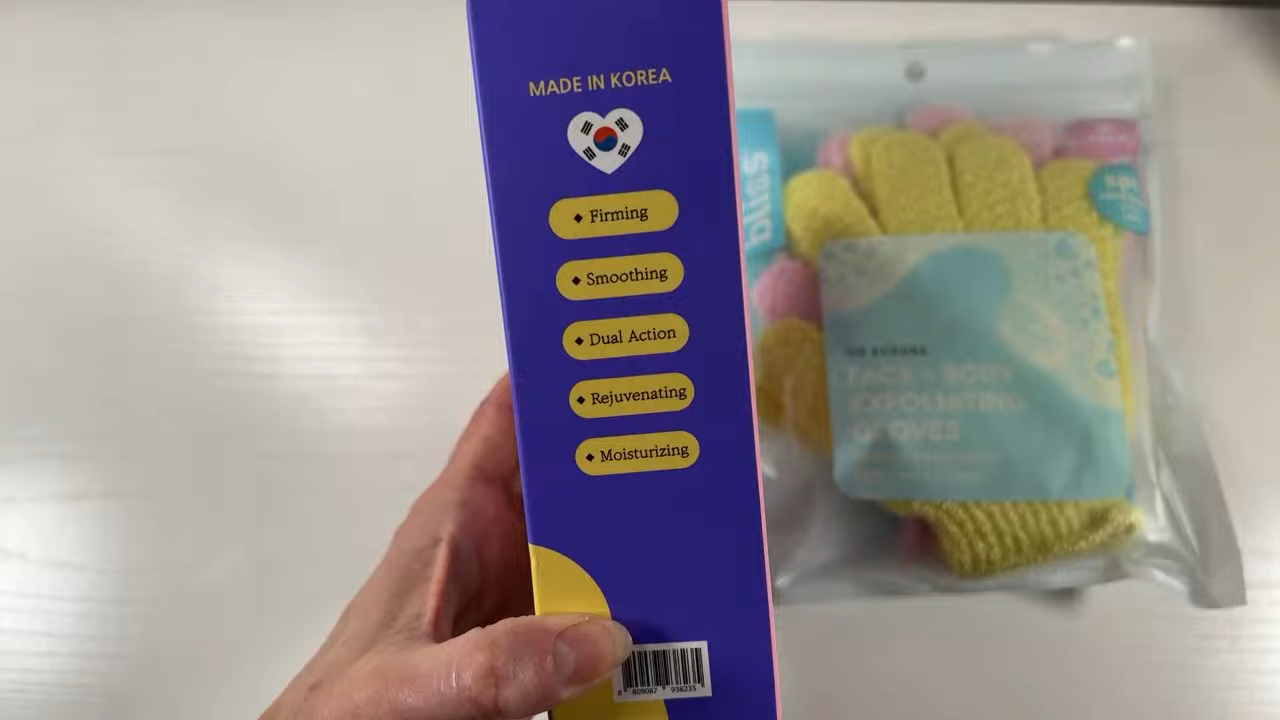 MADE IN KOREA
◆ Firming
◆ Smoothing
◆ Dual Action
◆ Rejuvenating
◆ Moisturizing
8 809087 938235
bliss
FACE + BODY
EXFOLIATING
GLOVES